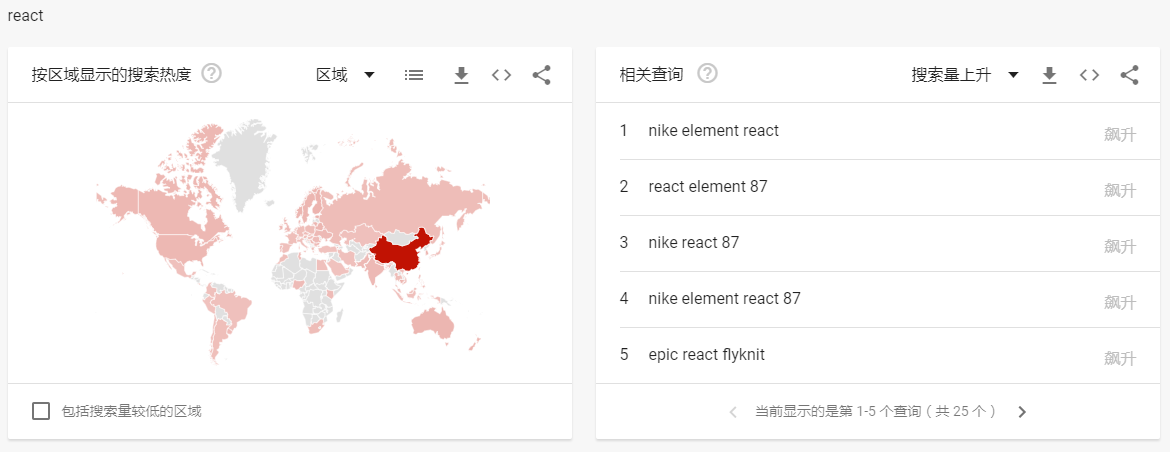 react
按区域显示的搜索热度
区域
相关查询
搜索量上升
1 nike element react 飙升
2 react element 87 飙升
3 nike react 87 飙升
4 nike element react 87 飙升
5 epic react flyknit 飙升
包括搜索量较低的区域
当前显示的是第 1-5 个查询（共 25 个）